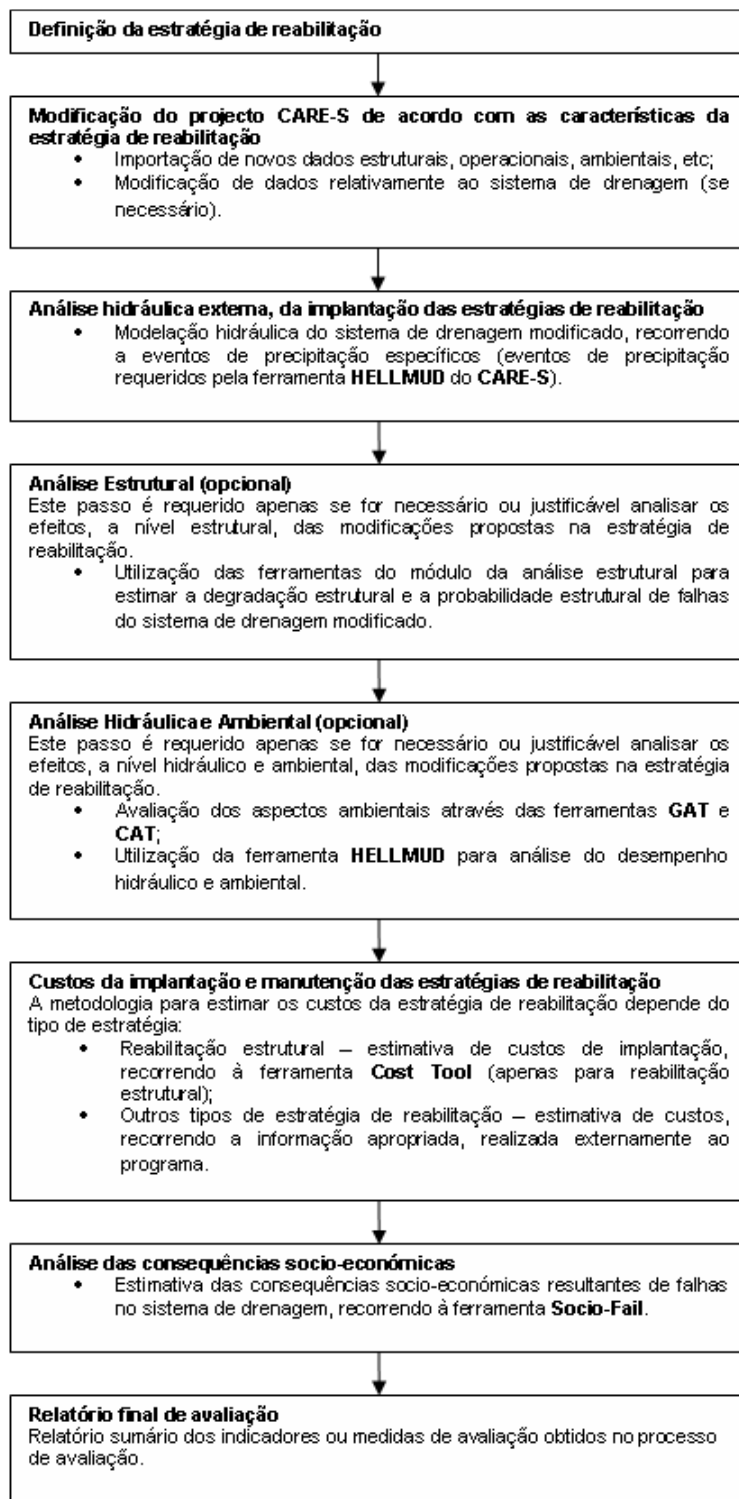 Definição da estratégia de reabilitação
Modificação do projecto CARE-S de acordo com as características da
estratégia de reabilitação
• Importação de novos dados estruturais, operacionais, ambientais, etc;
• Modificação de dados relativamente ao sistema de drenagem (se
necessário).
Análise hidráulica externa, da implantação das estratégias de reabilitação
• Modelação hidráulica do sistema de drenagem modificado, recorrendo
a eventos de precipitação específicos (eventos de precipitação
requeridos pela ferramenta HELLMUD do CARE-S).
Análise Estrutural (opcional)
Este passo é requerido apenas se for necessário ou justificável analisar os
efeitos, a nível estrutural, das modificações propostas na estratégia de
reabilitação.
• Utilização das ferramentas do módulo da análise estrutural para
estimar a degradação estrutural e a probabilidade estrutural de falhas
do sistema de drenagem modificado.
Análise Hidráulica e Ambiental (opcional)
Este passo é requerido apenas se for necessário ou justificável analisar os
efeitos, a nível hidráulico e ambiental, das modificações propostas na estratégia
de reabilitação.
• Avaliação dos aspectos ambientais através das ferramentas GAT e
CAT;
• Utilização da ferramenta HELLMUD para análise do desempenho
hidráulico e ambiental.
Custos da implantação e manutenção das estratégias de reabilitação
A metodologia para estimar os custos da estratégia de reabilitação depende do
tipo de estratégia:
• Reabilitação estrutural – estimativa de custos de implantação,
recorrendo à ferramenta Cost Tool (apenas para reabilitação
estrutural);
• Outros tipos de estratégia de reabilitação – estimativa de custos,
recorrendo a informação apropriada, realizada externamente ao
programa.
Análise das consequências socio-económicas
• Estimativa das consequências socio-económicas resultantes de falhas
no sistema de drenagem, recorrendo à ferramenta Socio-Fail.
Relatório final de avaliação
Relatório sumário dos indicadores ou medidas de avaliação obtidos no processo
de avaliação.